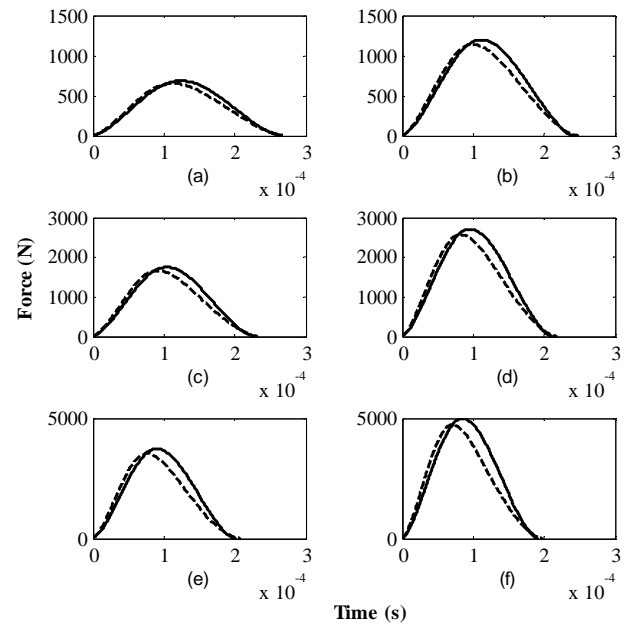 1500 1500
1000 1000
500 500
0 0
0 1 2 3 0 1 2 3
(a) (b)
x 10-4 x 10-4
3000 3000
2000 2000
Force (N)
1000 1000
0 0
0 1 2 3 0 1 2 3
(c) (d)
x 10-4 x 10-4
5000 5000
0 0
0 1 2 3 0 1 2 3
(e) (f)
x 10-4 x 10-4
Time (s)